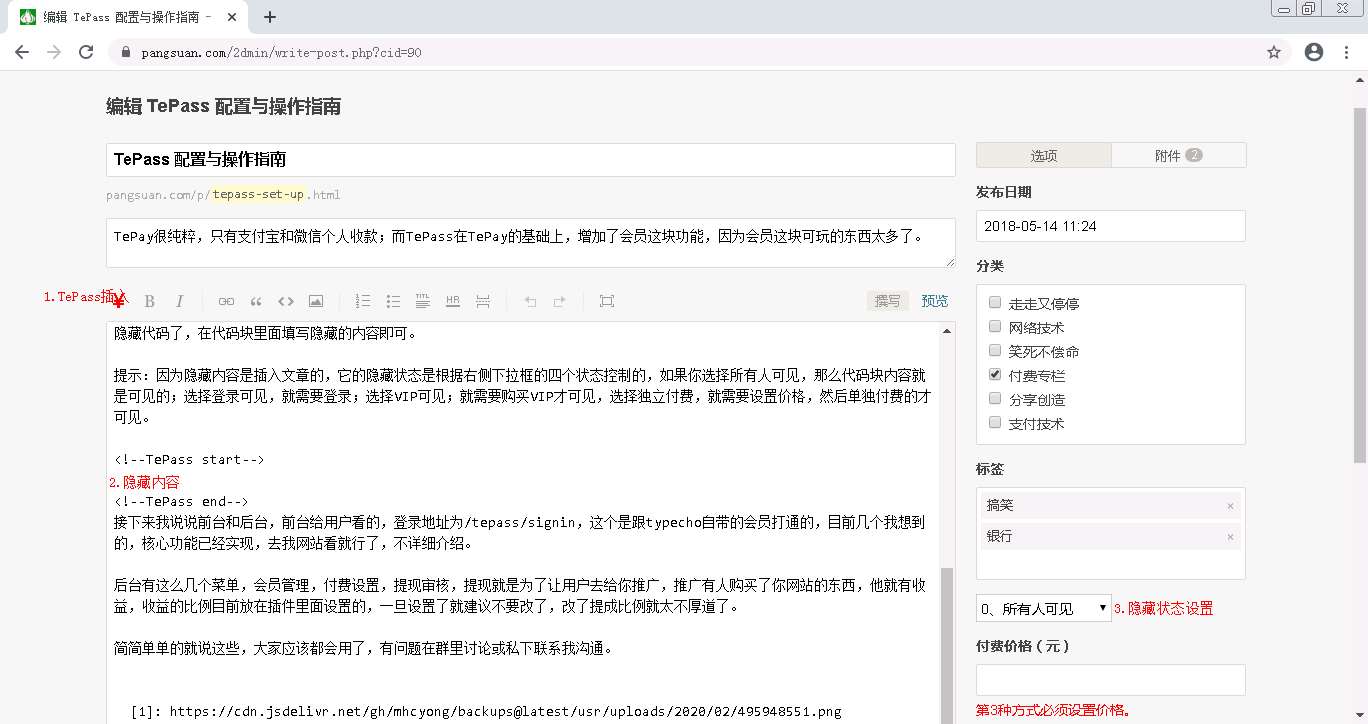 编辑 TePass 配置与操作指南 -
pangsuan.com/2dmin/write-post.php?cid=90
编辑 TePass 配置与操作指南
TePass 配置与操作指南
pangsuan.com/p/tepass-set-up.html
TePay很纯粹，只有支付宝和微信个人收款；而TePass在TePay的基础上，增加了会员这块功能，因为会员这块可玩的东西太多了。
1.TePass插入 ¥ B I TITL HR 撰写 预览
隐藏代码了，在代码块里面填写隐藏的内容即可。
提示：因为隐藏内容是插入文章的，它的隐藏状态是根据右侧下拉框的四个状态控制的，如果你选择所有人可见，那么代码块内容就
是可见的；选择登录可见，就需要登录；选择VIP可见；就需要购买VIP才可见，选择独立付费，就需要设置价格，然后单独付费的才
可见。
<!--TePass start-->
2.隐藏内容
<!--TePass end-->
接下来我说说前台和后台，前台给用户看的，登录地址为/tepass/signin，这个是跟typecho自带的会员打通的，目前几个我想到
的，核心功能已经实现，去我网站看就行了，不详细介绍。
后台有这么几个菜单，会员管理，付费设置，提现审核，提现就是为了让用户去给你推广，推广有人购买了你网站的东西，他就有收
益，收益的比例目前放在插件里面设置的，一旦设置了就建议不要改了，改了提成比例就太不厚道了。
简简单单的就说这些，大家应该都会用了，有问题在群里讨论或私下联系我沟通。
[1]: https://cdn.jsdelivr.net/gh/mhcyong/backups@latest/usr/uploads/2020/02/495948551.png
选项 附件 2
发布日期
2018-05-14 11:24
分类
走走又停停
网络技术
笑死不偿命
付费专栏
分享创造
支付技术
标签
搞笑 ×
银行 ×
0、所有人可见 3.隐藏状态设置
付费价格（元）
第3种方式必须设置价格。